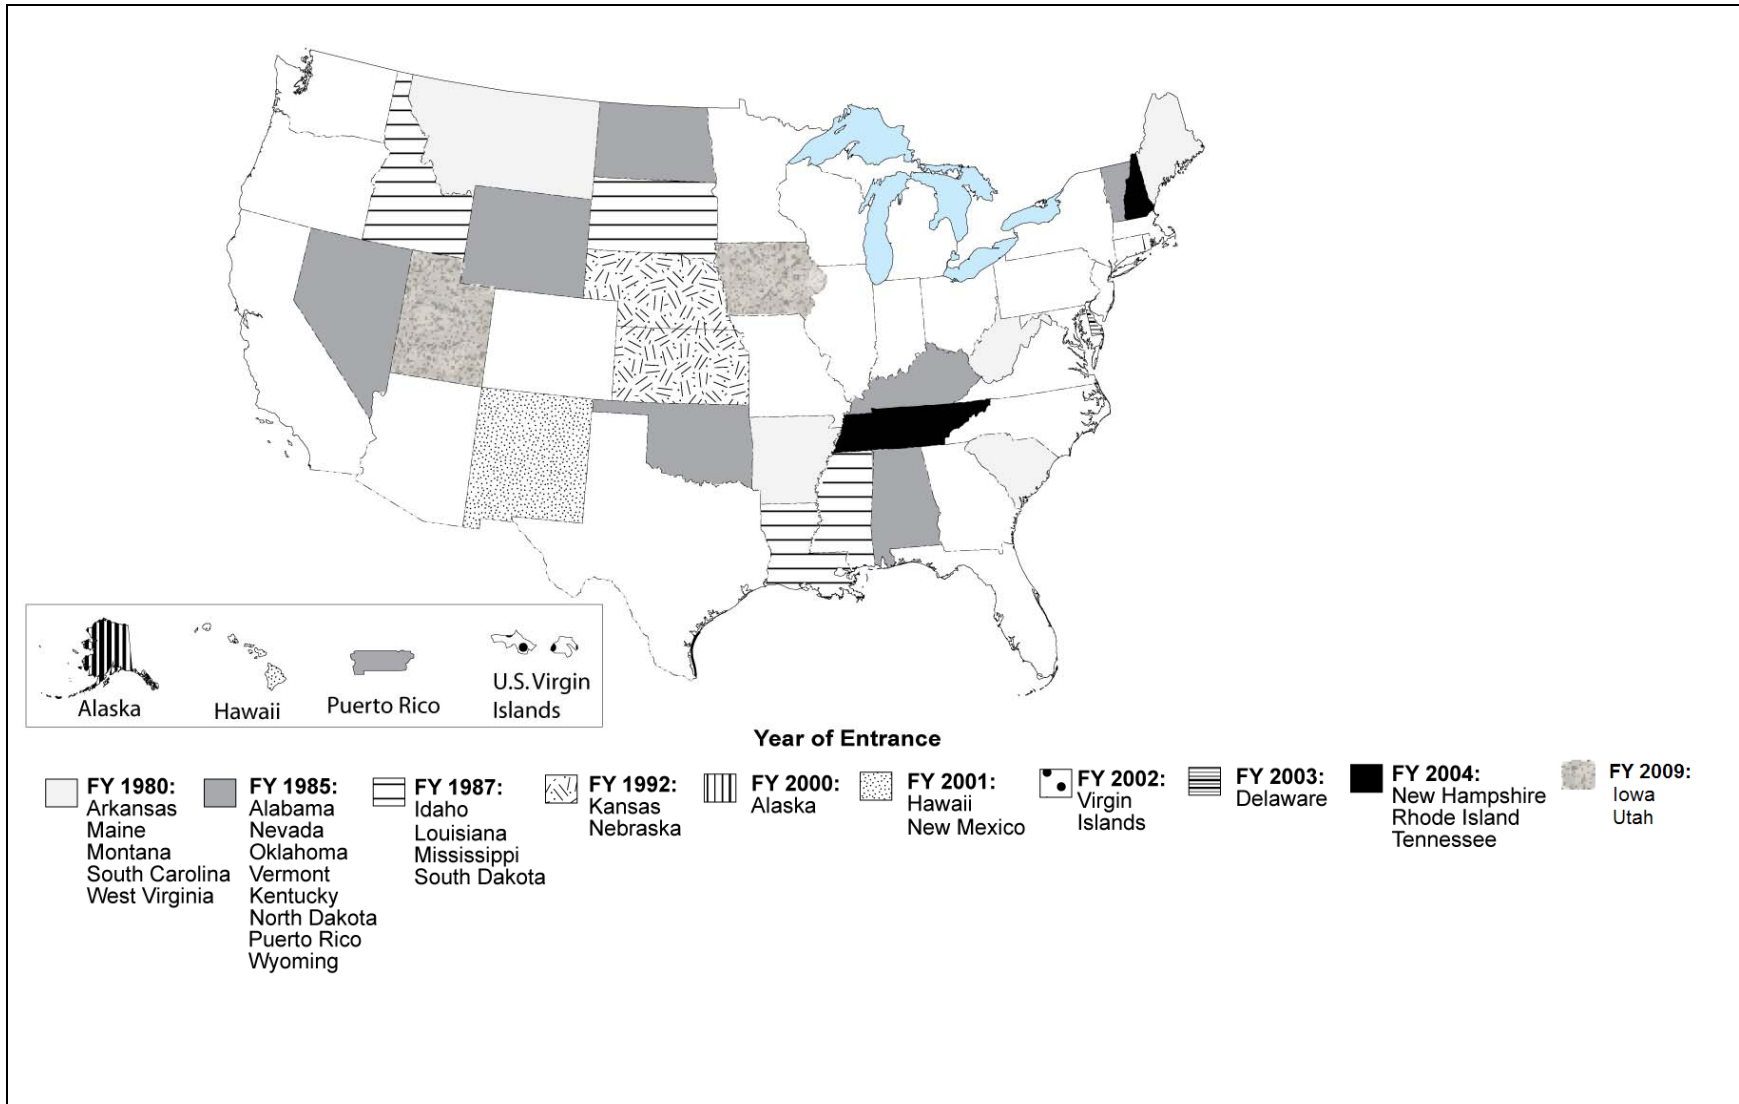 Alaska
Hawaii
Puerto Rico
U.S. Virgin
Islands
Year of Entrance
FY 1980:
Arkansas
Maine
Montana
South Carolina
West Virginia
FY 1985:
Alabama
Nevada
Oklahoma
Vermont
Kentucky
North Dakota
Puerto Rico
Wyoming
FY 1987:
Idaho
Louisiana
Mississippi
South Dakota
FY 1992:
Kansas
Nebraska
FY 2000:
Alaska
FY 2001:
Hawaii
New Mexico
FY 2002:
Virgin
Islands
FY 2003:
Delaware
FY 2004:
New Hampshire
Rhode Island
Tennessee
FY 2009:
Iowa
Utah